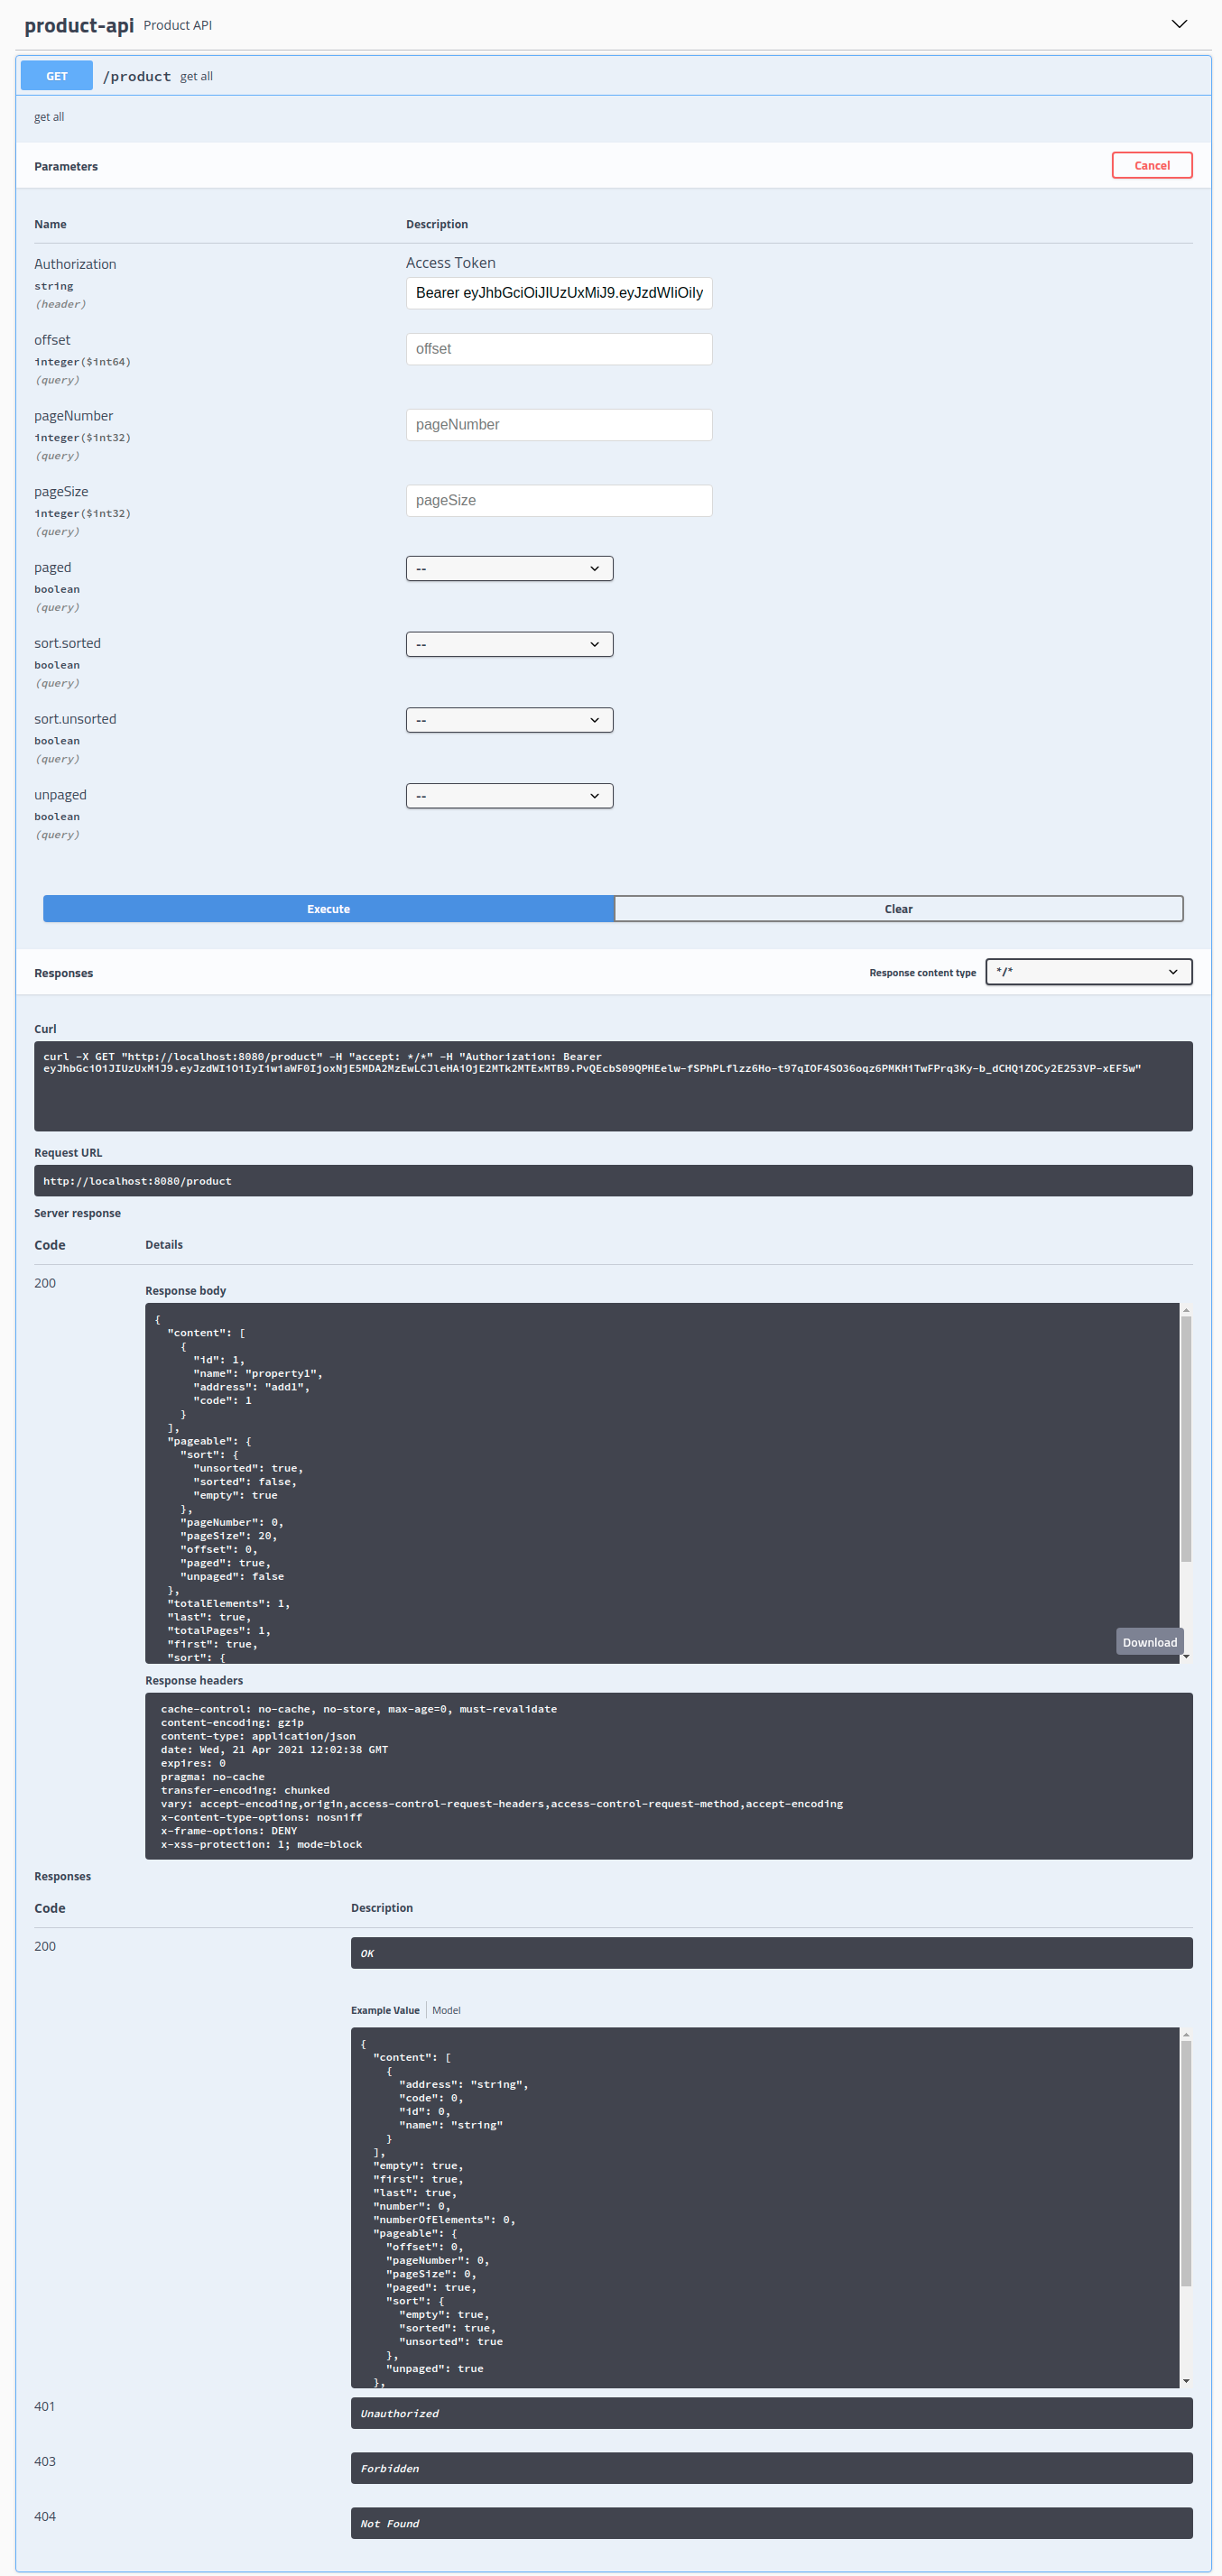 product-api Product API
GET /product get all
get all
Parameters Cancel
Name Description
Authorization Access Token
string Bearer eyJhbGciOiJIUzUxMiJ9.eyJzdWIiOiIy
(header)
offset offset
integer($int64)
(query)
pageNumber pageNumber
integer($int32)
(query)
pageSize pageSize
integer($int32)
(query)
paged --
boolean
(query)
sort.sorted --
boolean
(query)
sort.unsorted --
boolean
(query)
unpaged --
boolean
(query)
Execute Clear
Responses Response content type */*
Curl
curl -X GET "http://localhost:8080/product" -H "accept: */*" -H "Authorization: Bearer
Request URL
http://localhost:8080/product
Server response
Code Details
200
Response body
{
"content": [
{
"id": 1,
"name": "property1",
"address": "add1",
"code": 1
}
],
"pageable": {
"sort": {
"unsorted": true,
"sorted": false,
"empty": true
},
"pageNumber": 0,
"pageSize": 20,
"offset": 0,
"paged": true,
"unpaged": false
},
"totalElements": 1,
"last": true,
"totalPages": 1,
"first": true,
"sort": {
Download
Response headers
cache-control: no-cache, no-store, max-age=0, must-revalidate
content-encoding: gzip
content-type: application/json
date: Wed, 21 Apr 2021 12:02:38 GMT
expires: 0
pragma: no-cache
transfer-encoding: chunked
vary: accept-encoding,origin,access-control-request-headers,access-control-request-method,accept-encoding
x-content-type-options: nosniff
x-frame-options: DENY
x-xss-protection: 1; mode=block
Responses
Code Description
200 OK
Example Value Model
{
"content": [
{
"address": "string",
"code": 0,
"id": 0,
"name": "string"
}
],
"empty": true,
"first": true,
"last": true,
"number": 0,
"numberOfElements": 0,
"pageable": {
"offset": 0,
"pageNumber": 0,
"pageSize": 0,
"paged": true,
"sort": {
"empty": true,
"sorted": true,
"unsorted": true
},
"unpaged": true
},
401 Unauthorized
403 Forbidden
404 Not Found